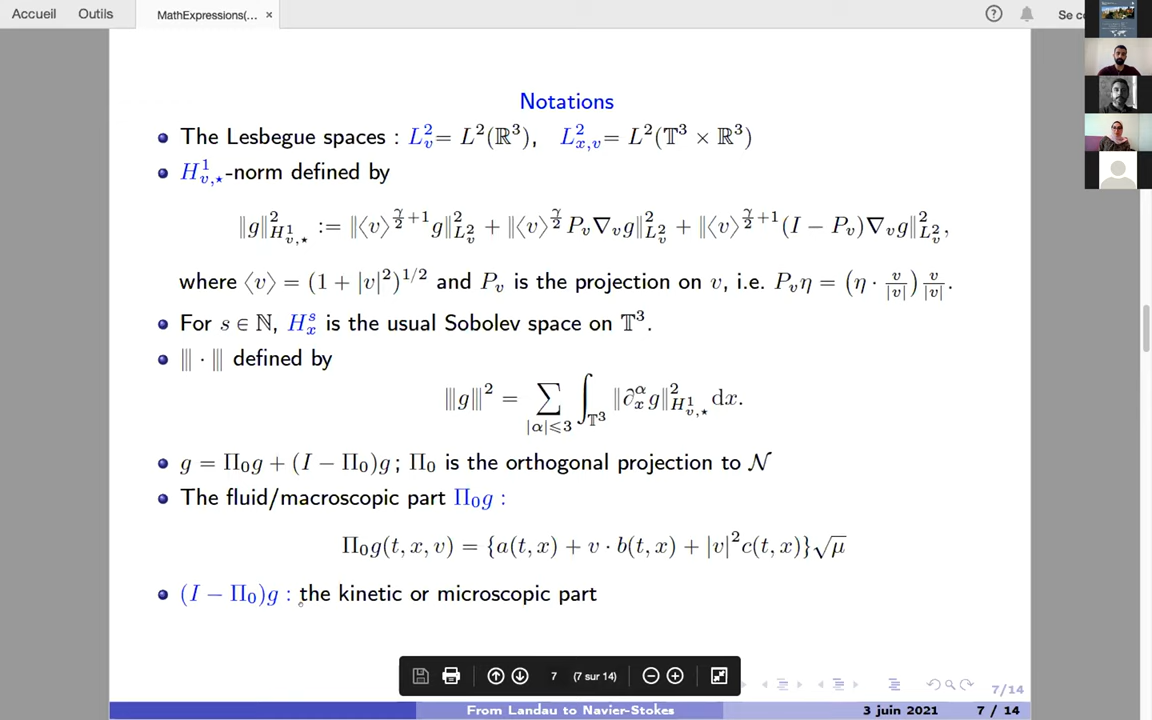 Accueil Outils MathExpressions(... × Se co
Notations
The Lesbegue spaces : L²_v = L²(ℝ³), L²_{x,v} = L²(𝕋³ × ℝ³)
H¹_{v,⋆}-norm defined by
‖g‖²_{H¹_{v,⋆}} := ‖⟨v⟩^{γ/2+1} g‖²_{L²_v} + ‖⟨v⟩^{γ/2} P_v∇_v g‖²_{L²_v} + ‖⟨v⟩^{γ/2+1} (I − P_v)∇_v g‖²_{L²_v},
where ⟨v⟩ = (1 + |v|²)^{1/2} and P_v is the projection on v, i.e. P_v η = (η · v/|v|) v/|v|.
For s ∈ ℕ, H^s_x is the usual Sobolev space on 𝕋³.
||| · ||| defined by
|||g|||² = ∑_{|α|⩽3} ∫_{𝕋³} ‖∂^α_x g‖²_{H¹_{v,⋆}} dx.
g = Π₀g + (I − Π₀)g ; Π₀ is the orthogonal projection to 𝒩
The fluid/macroscopic part Π₀g :
Π₀g(t, x, v) = {a(t, x) + v · b(t, x) + |v|²c(t, x)}√μ
(I − Π₀)g : the kinetic or microscopic part
7 (7 sur 14)
7/14
From Landau to Navier-Stokes 3 juin 2021 7 / 14